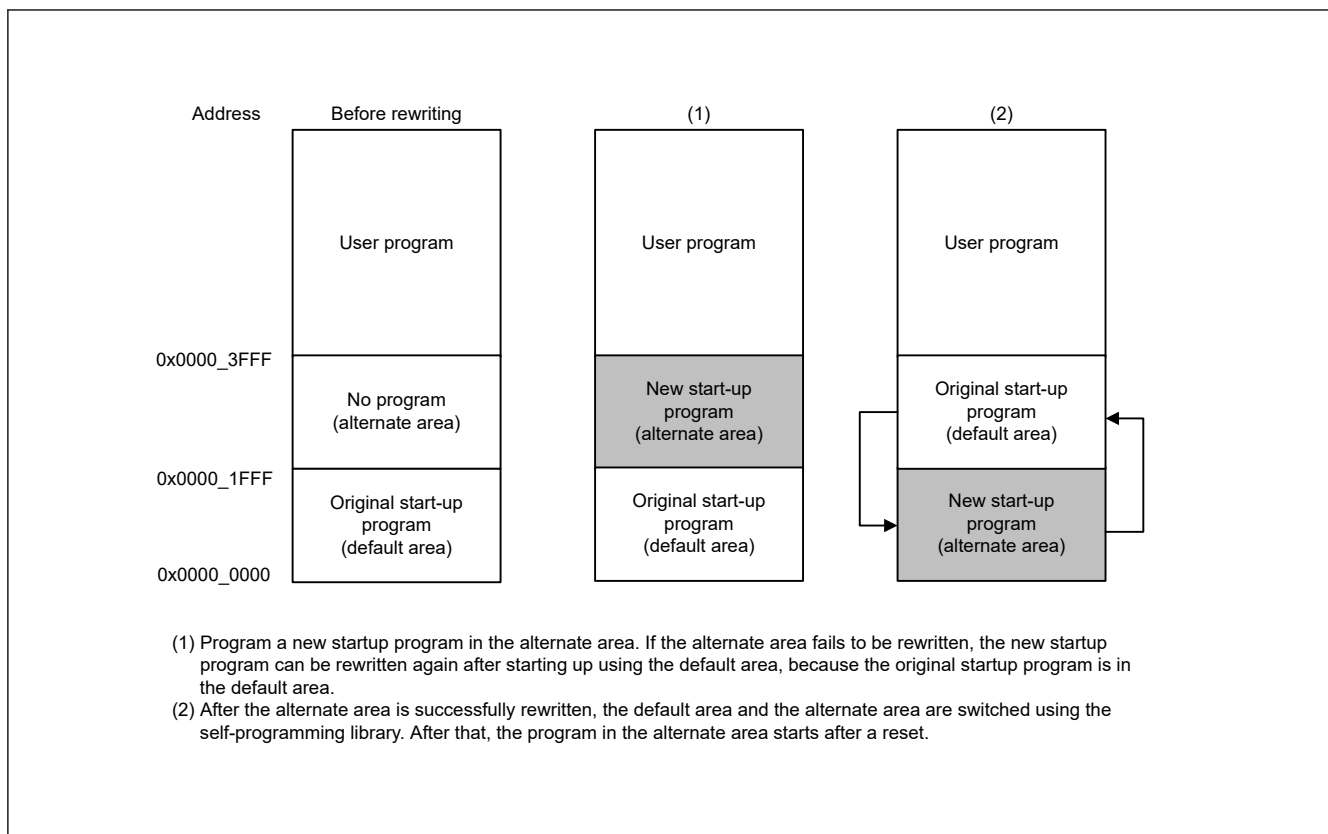 Address
Before rewriting
(1)
(2)
User program
User program
User program
0x0000_3FFF
No program
(alternate area)
New start-up
program
(alternate area)
Original start-up
program
(default area)
0x0000_1FFF
Original start-up
program
(default area)
Original start-up
program
(default area)
New start-up
program
(alternate area)
0x0000_0000
(1) Program a new startup program in the alternate area. If the alternate area fails to be rewritten, the new startup
program can be rewritten again after starting up using the default area, because the original startup program is in
the default area.
(2) After the alternate area is successfully rewritten, the default area and the alternate area are switched using the
self-programming library. After that, the program in the alternate area starts after a reset.